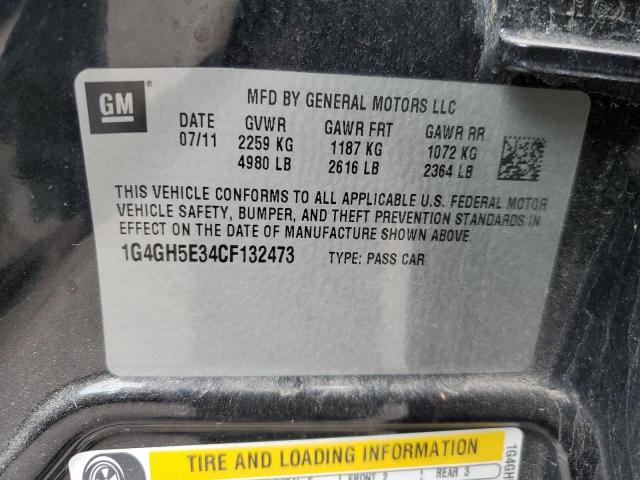 GM
MFD BY GENERAL MOTORS LLC
DATE GVWR GAWR FRT GAWR RR
07/11 2259 KG 1187 KG 1072 KG
4980 LB 2616 LB 2364 LB
THIS VEHICLE CONFORMS TO ALL APPLICABLE U.S. FEDERAL MOTOR
VEHICLE SAFETY, BUMPER, AND THEFT PREVENTION STANDARDS IN
EFFECT ON THE DATE OF MANUFACTURE SHOWN ABOVE.
1G4GH5E34CF132473 TYPE: PASS CAR
TIRE AND LOADING INFORMATION
FRONT 2 REAR 3
1G4GH